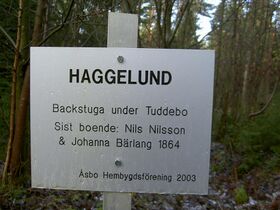 HAGGELUND
Backstuga under Tuddebo
Sist boende: Nils Nilsson
& Johanna Bärlang 1864
Åsbo Hembygdsförening 2003